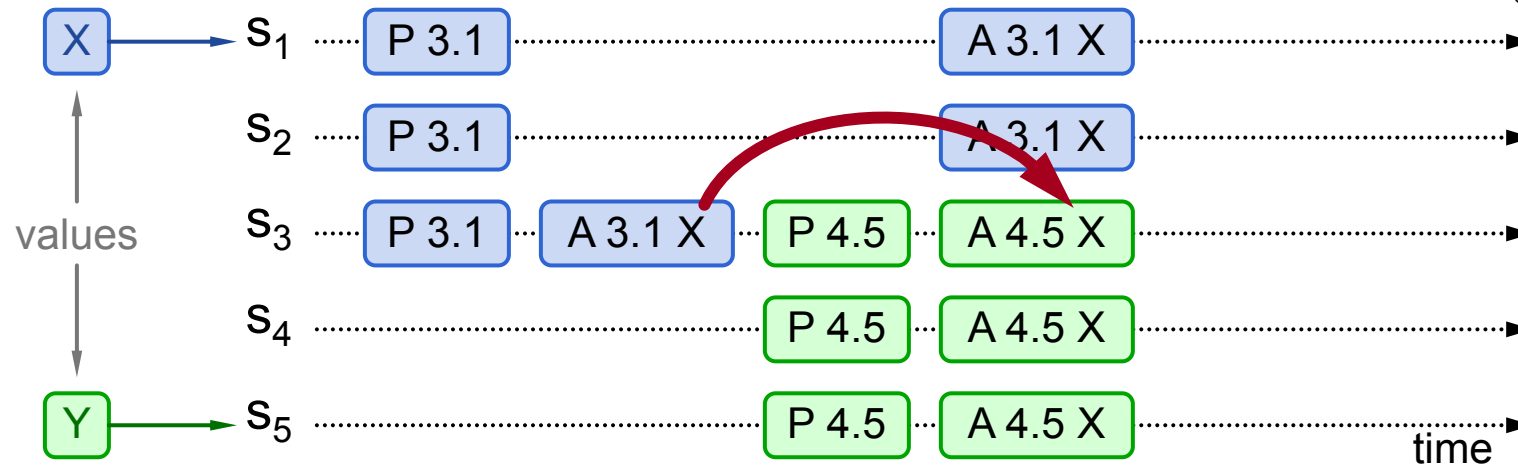 X s1 P 3.1 A 3.1 X
s2 P 3.1 A 3.1 X
values s3 P 3.1 A 3.1 X P 4.5 A 4.5 X
s4 P 4.5 A 4.5 X
Y s5 P 4.5 A 4.5 X
time